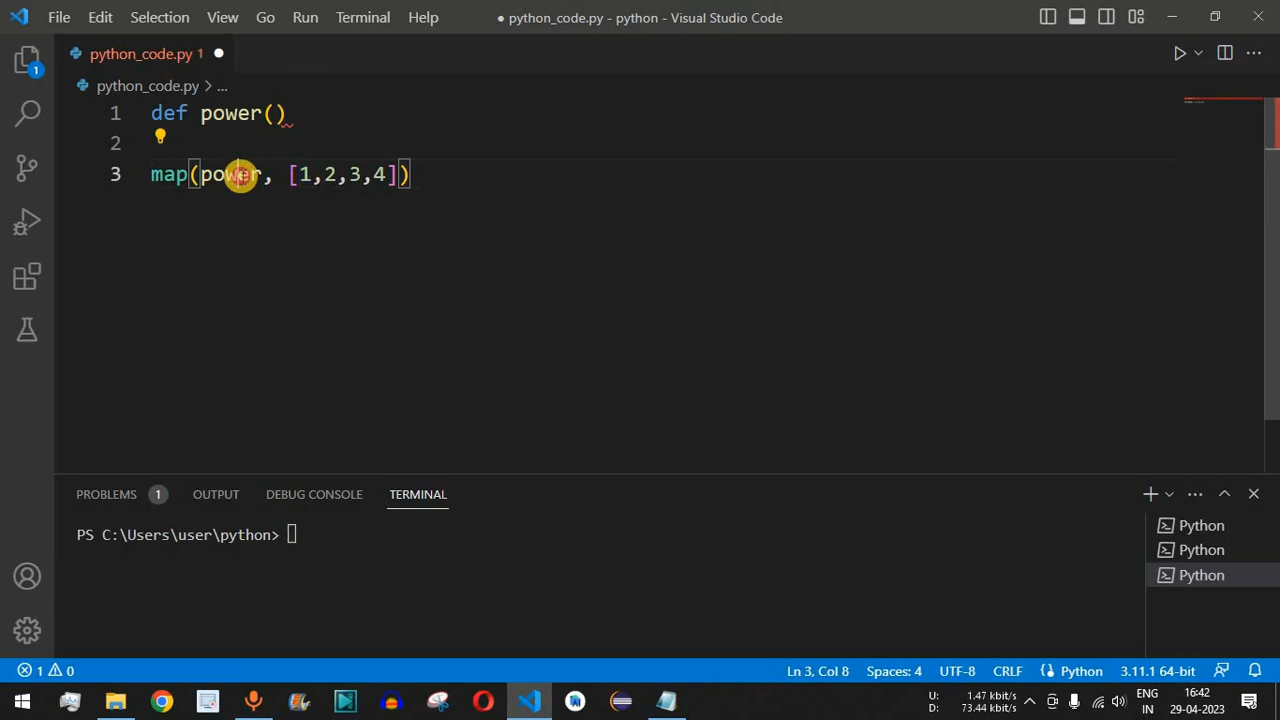 File Edit Selection View Go Run Terminal Help
● python_code.py - python - Visual Studio Code
python_code.py 1 ●
python_code.py > ...
1 def power()
2
3 map(power, [1,2,3,4])
PROBLEMS 1 OUTPUT DEBUG CONSOLE TERMINAL
PS C:\Users\user\python>
Python
Python
Python
1
1 0 Ln 3, Col 8 Spaces: 4 UTF-8 CRLF Python 3.11.1 64-bit
U: 1.47 kbit/s
D: 73.44 kbit/s
ENG
IN
16:42
29-04-2023